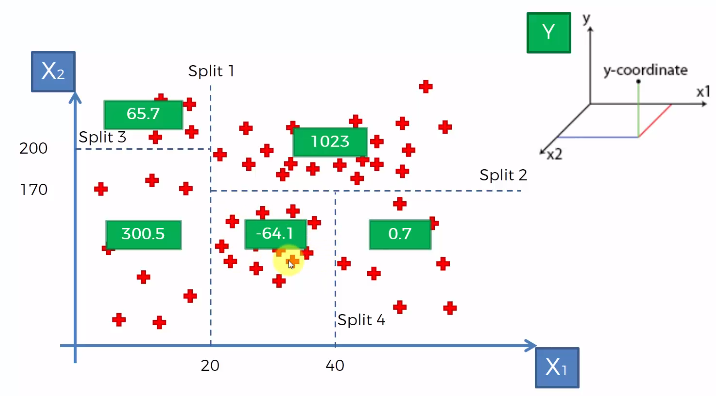 X2
Split 1
Y
y
y-coordinate
x1
x2
65.7
Split 3
1023
200
170
Split 2
300.5
-64.1
0.7
Split 4
20
40
X1